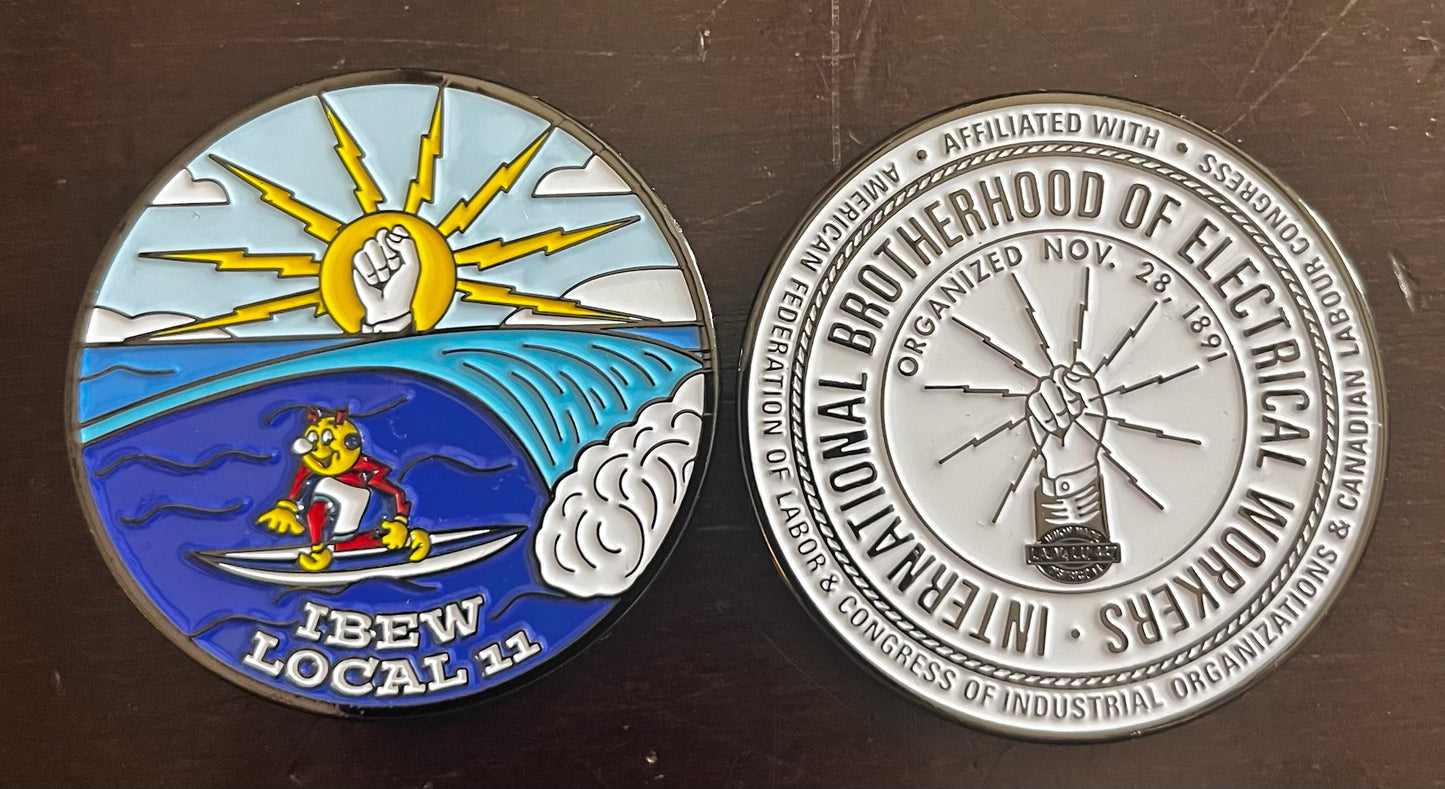 IBEW
LOCAL 11
AMERICAN FEDERATION OF LABOR & CONGRESS OF INDUSTRIAL ORGANIZATIONS & CANADIAN LABOUR CONGRESS • AFFILIATED WITH •
INTERNATIONAL BROTHERHOOD OF ELECTRICAL WORKERS •
ORGANIZED NOV. 28, 1891